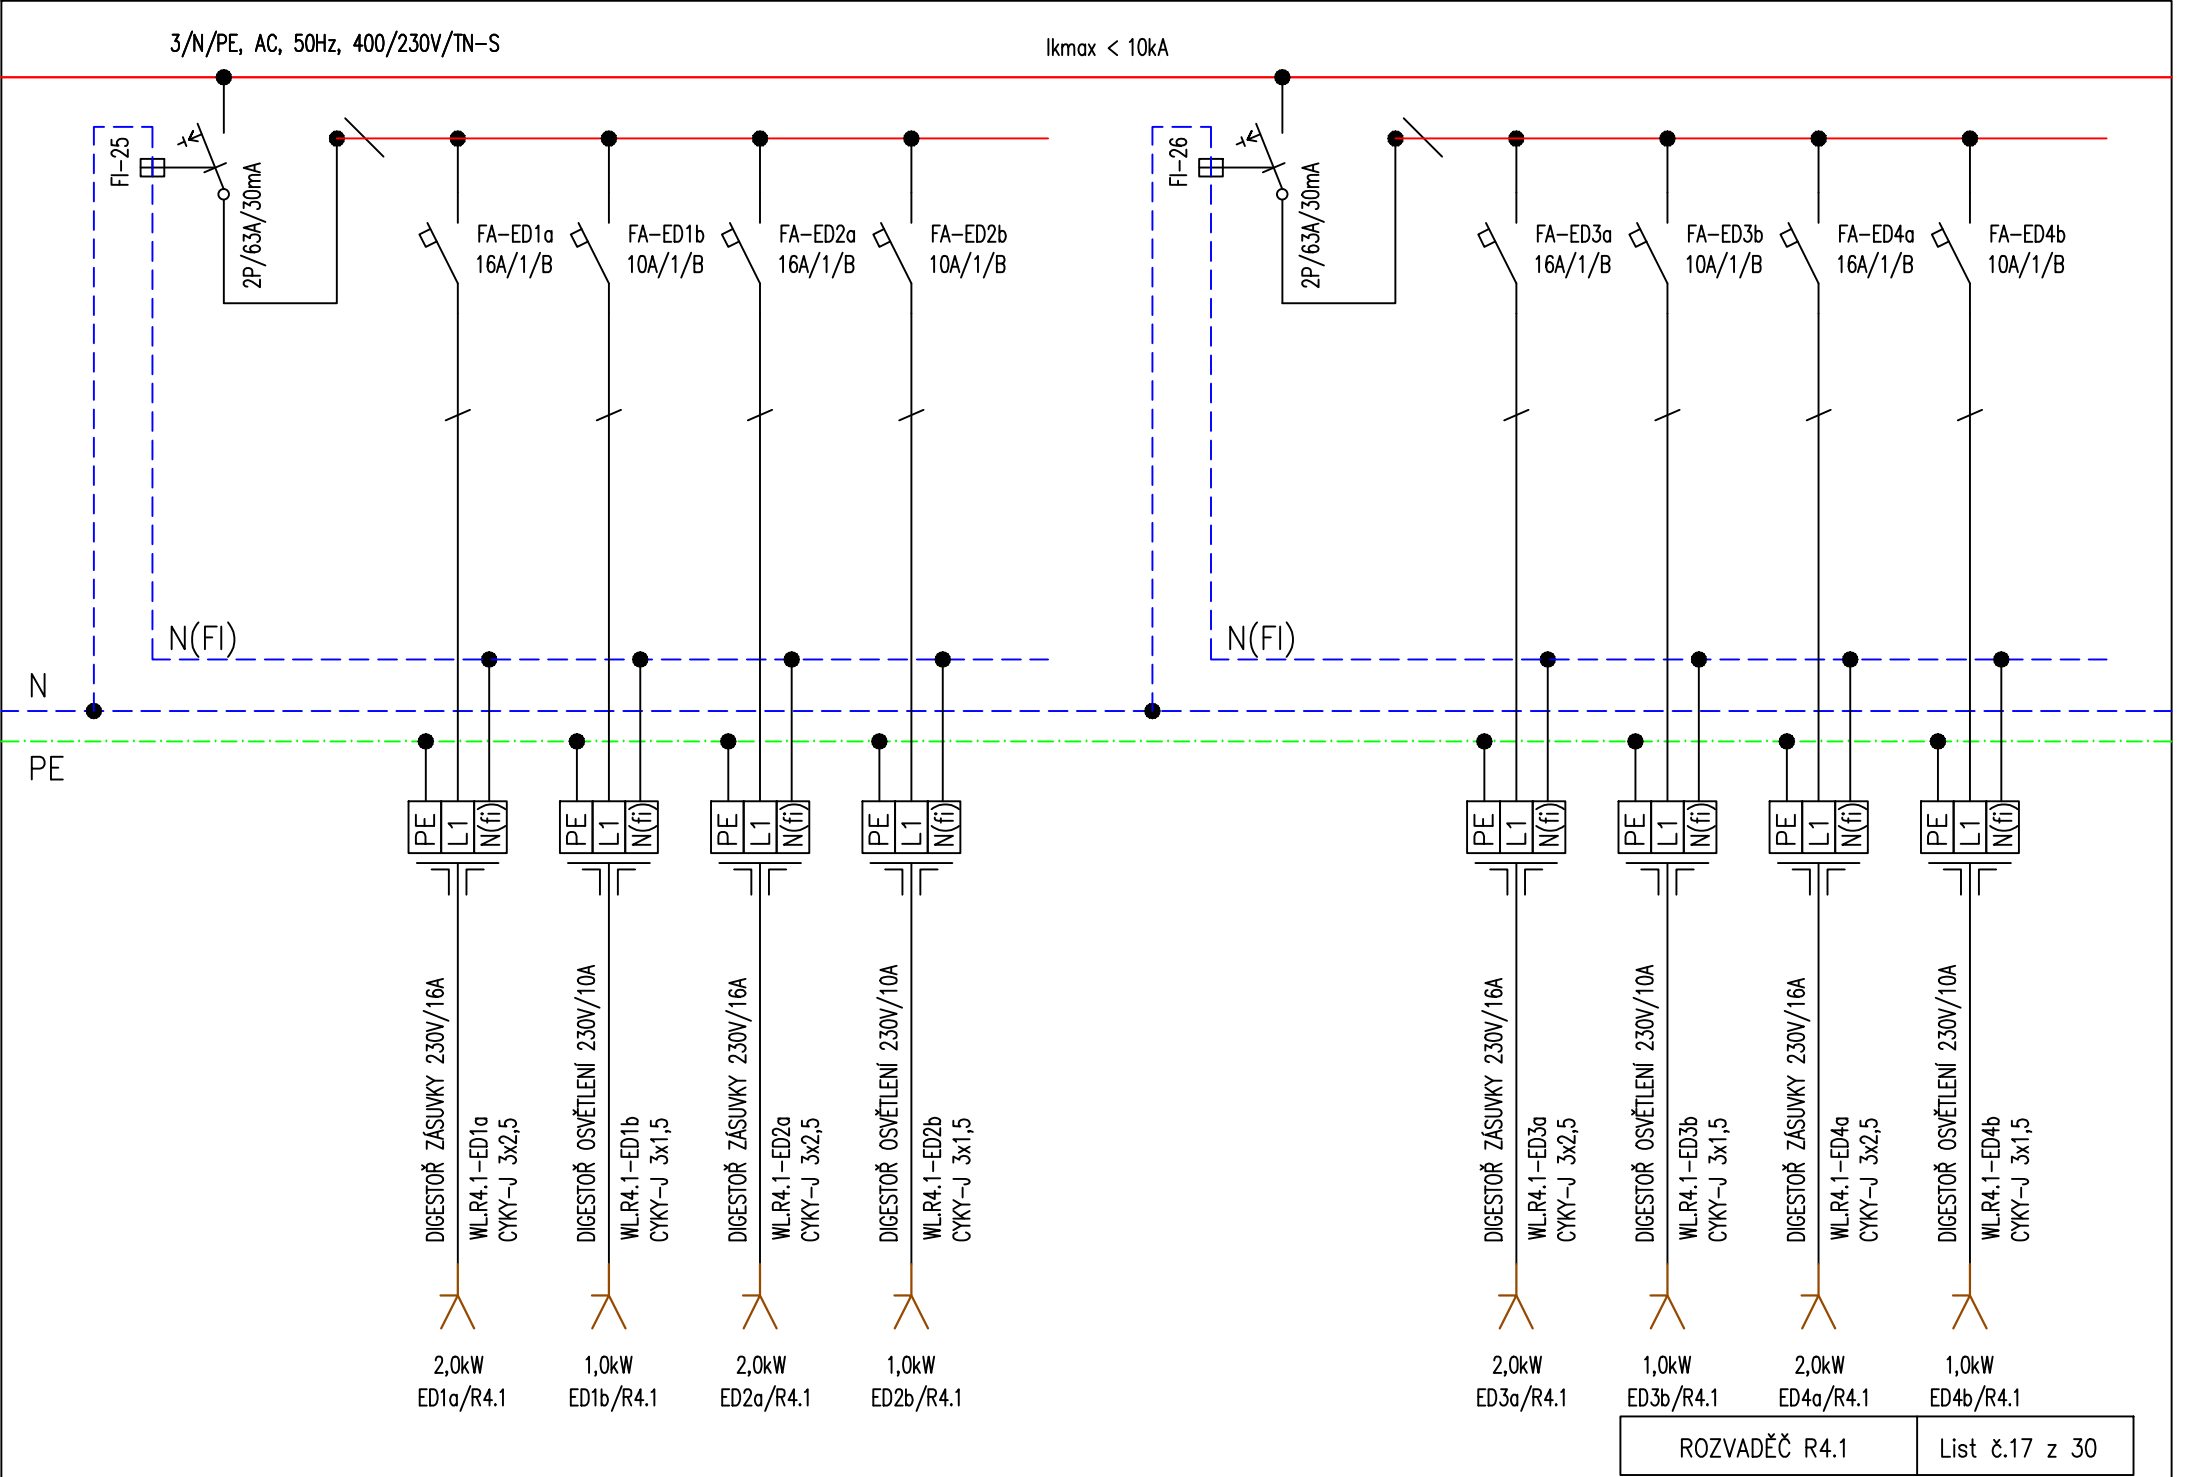 3/N/PE, AC, 50Hz, 400/230V/TN-S
Ikmax < 10kA
FI-25
2P/63A/30mA
FA-ED1a
16A/1/B
FA-ED1b
10A/1/B
FA-ED2a
16A/1/B
FA-ED2b
10A/1/B
FI-26
2P/63A/30mA
FA-ED3a
16A/1/B
FA-ED3b
10A/1/B
FA-ED4a
16A/1/B
FA-ED4b
10A/1/B
N(FI)
N(FI)
N
PE
PE
L1
N(fi)
PE
L1
N(fi)
PE
L1
N(fi)
PE
L1
N(fi)
PE
L1
N(fi)
PE
L1
N(fi)
PE
L1
N(fi)
PE
L1
N(fi)
DIGESTOŘ ZÁSUVKY 230V/16A
WL.R4.1-ED1a
CYKY-J 3x2,5
DIGESTOŘ OSVĚTLENÍ 230V/10A
WL.R4.1-ED1b
CYKY-J 3x1,5
DIGESTOŘ ZÁSUVKY 230V/16A
WL.R4.1-ED2a
CYKY-J 3x2,5
DIGESTOŘ OSVĚTLENÍ 230V/10A
WL.R4.1-ED2b
CYKY-J 3x1,5
DIGESTOŘ ZÁSUVKY 230V/16A
WL.R4.1-ED3a
CYKY-J 3x2,5
DIGESTOŘ OSVĚTLENÍ 230V/10A
WL.R4.1-ED3b
CYKY-J 3x1,5
DIGESTOŘ ZÁSUVKY 230V/16A
WL.R4.1-ED4a
CYKY-J 3x2,5
DIGESTOŘ OSVĚTLENÍ 230V/10A
WL.R4.1-ED4b
CYKY-J 3x1,5
2,0kW
ED1a/R4.1
1,0kW
ED1b/R4.1
2,0kW
ED2a/R4.1
1,0kW
ED2b/R4.1
2,0kW
ED3a/R4.1
1,0kW
ED3b/R4.1
2,0kW
ED4a/R4.1
1,0kW
ED4b/R4.1
ROZVADĚČ R4.1
List č.17 z 30